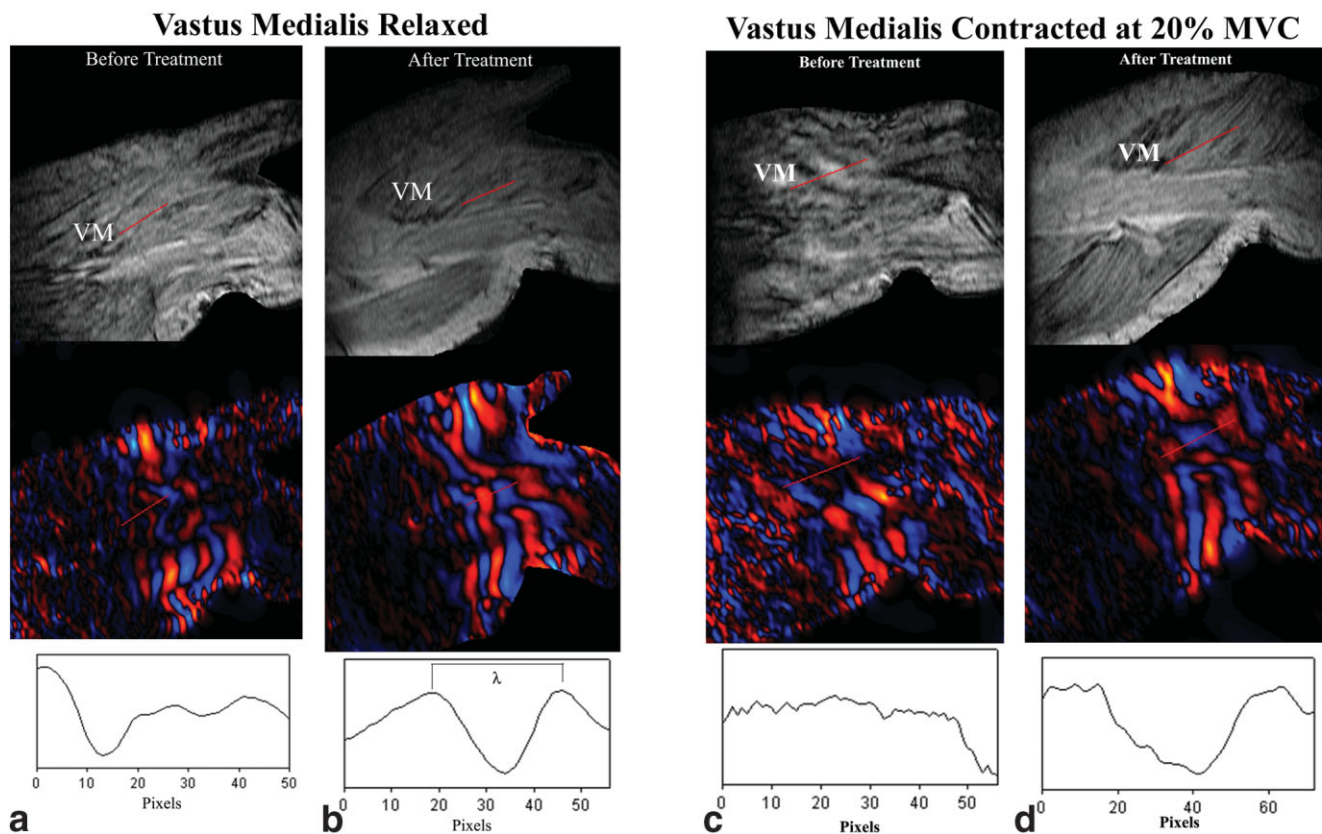 Vastus Medialis Relaxed
Vastus Medialis Contracted at 20% MVC
Before Treatment
After Treatment
Before Treatment
After Treatment
VM
VM
VM
VM
λ
0 10 20 30 40 50
Pixels
0 10 20 30 40 50
Pixels
0 10 20 30 40 50
Pixels
0 20 40 60
Pixels
a
b
c
d